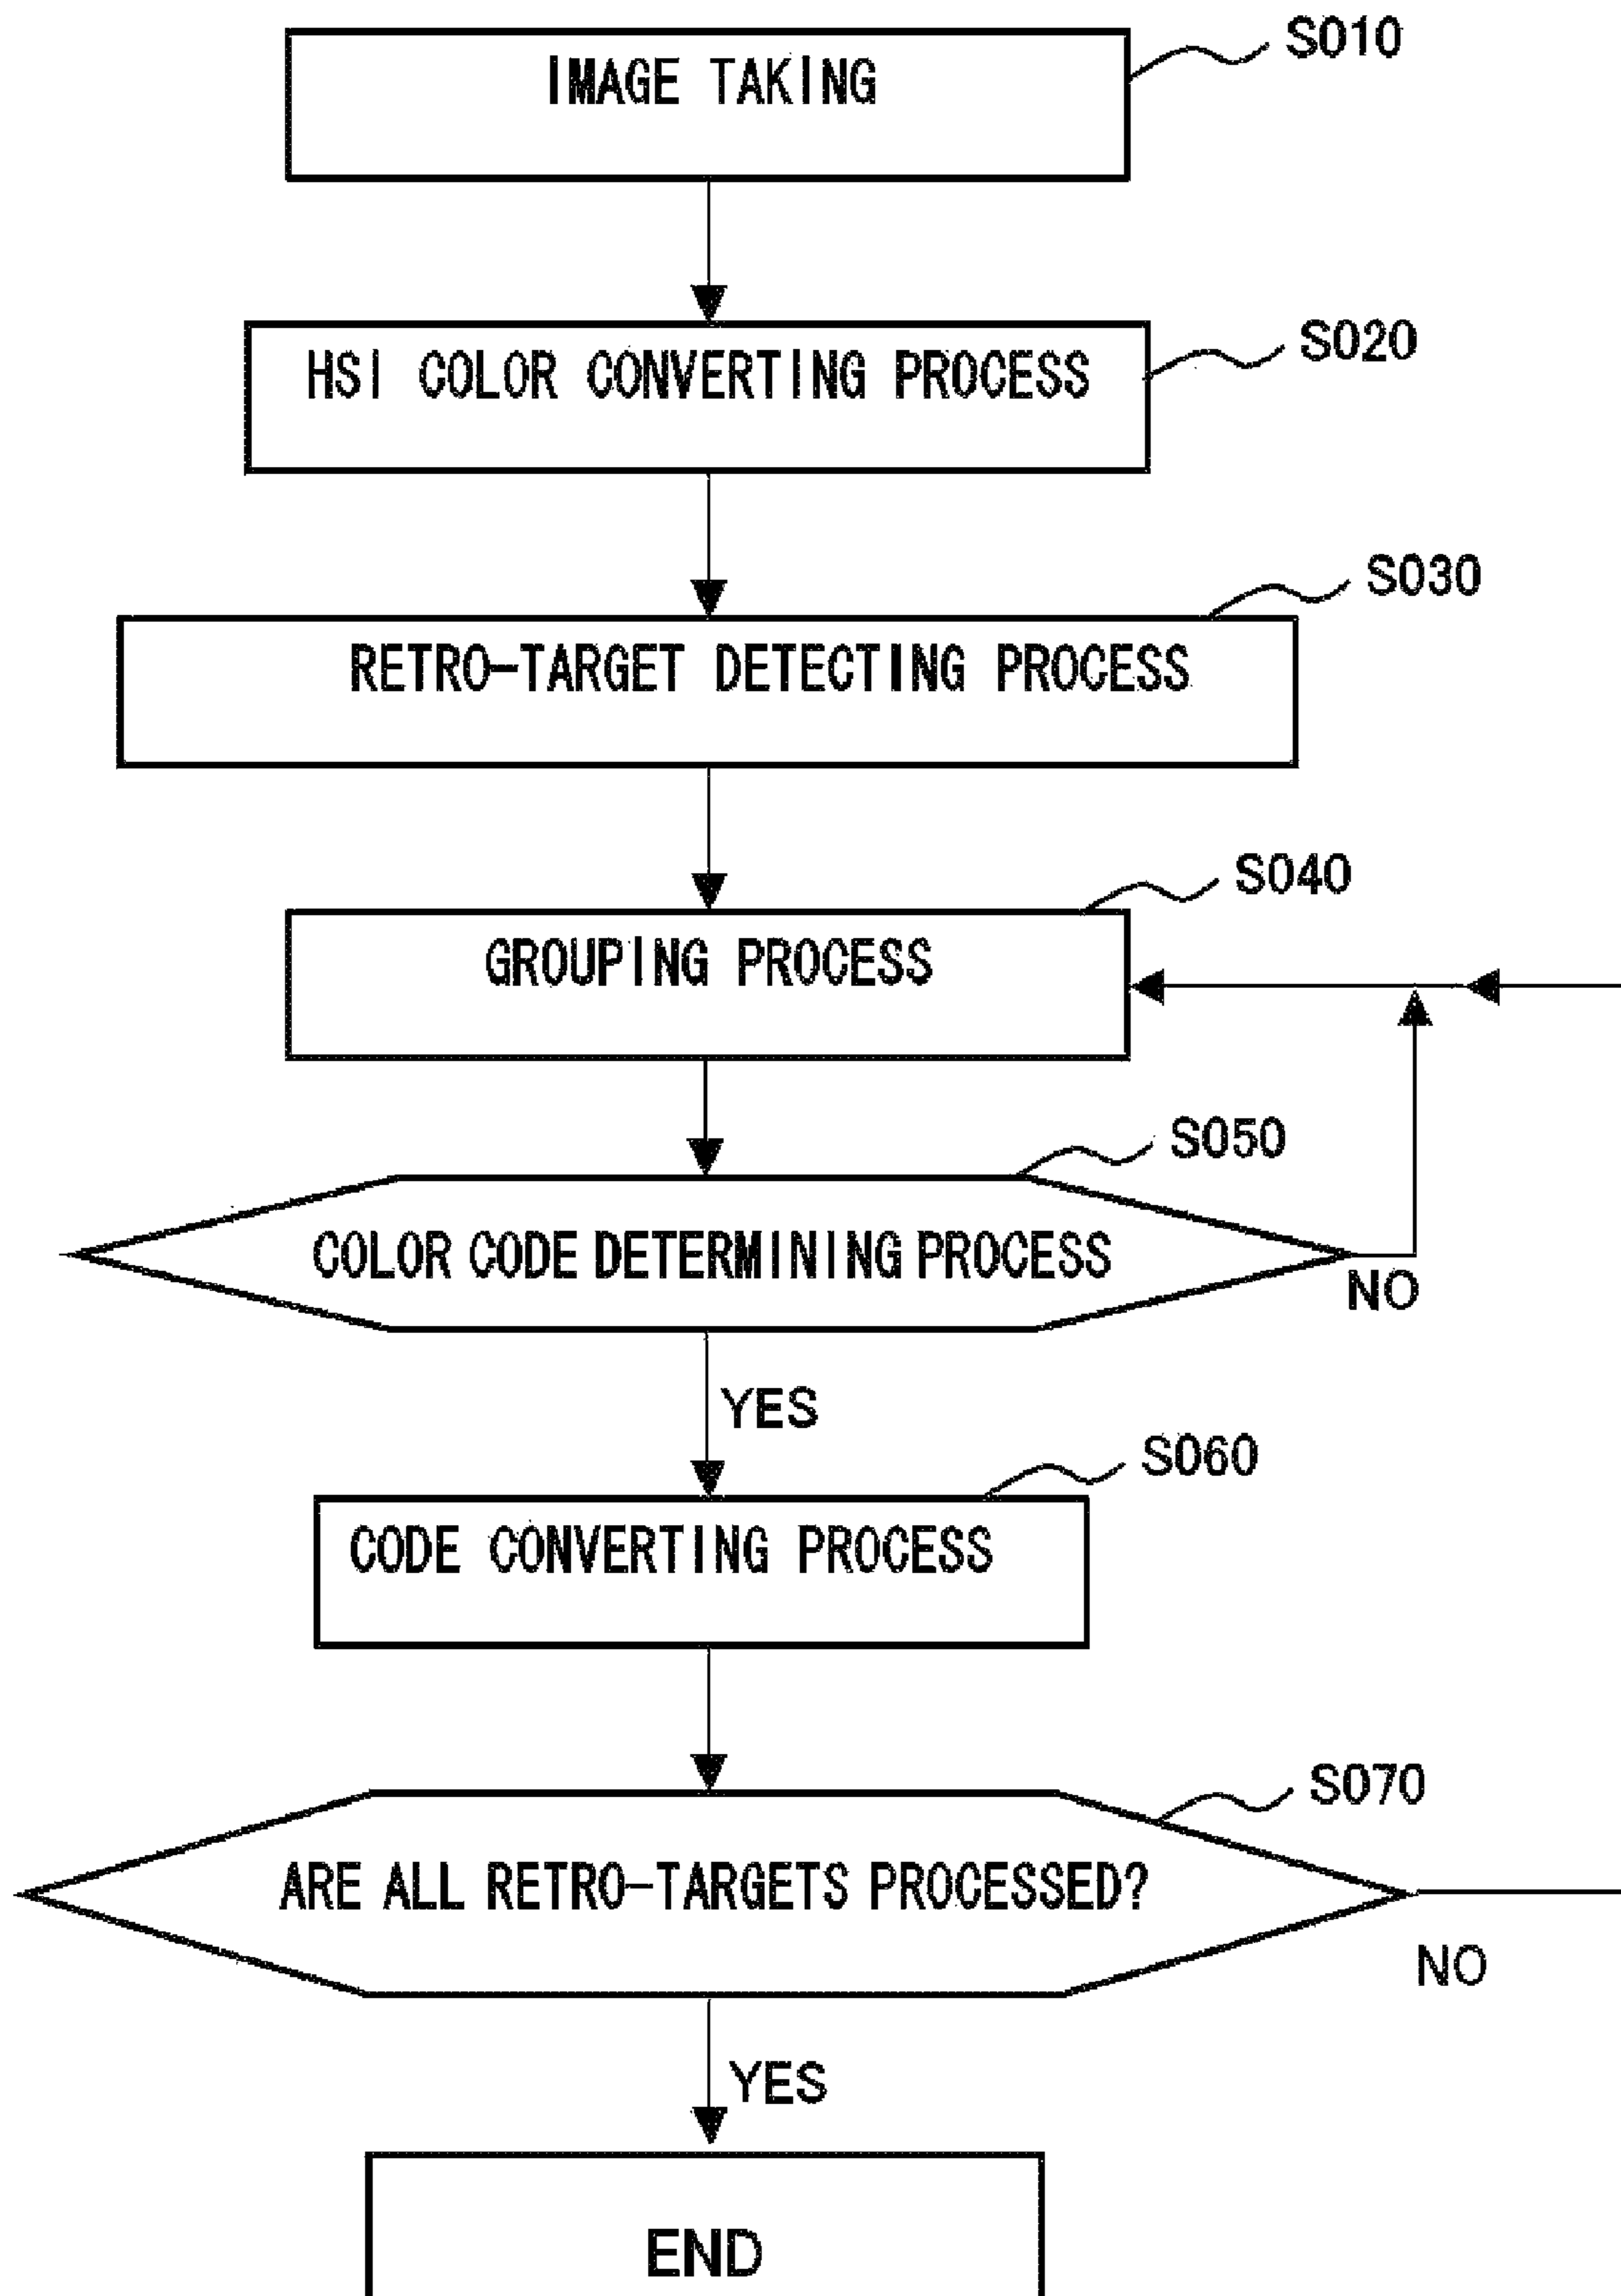 S010
IMAGE TAKING
S020
HSI COLOR CONVERTING PROCESS
S030
RETRO-TARGET DETECTING PROCESS
S040
GROUPING PROCESS
S050
COLOR CODE DETERMINING PROCESS
NO
YES
S060
CODE CONVERTING PROCESS
S070
ARE ALL RETRO-TARGETS PROCESSED?
NO
YES
END